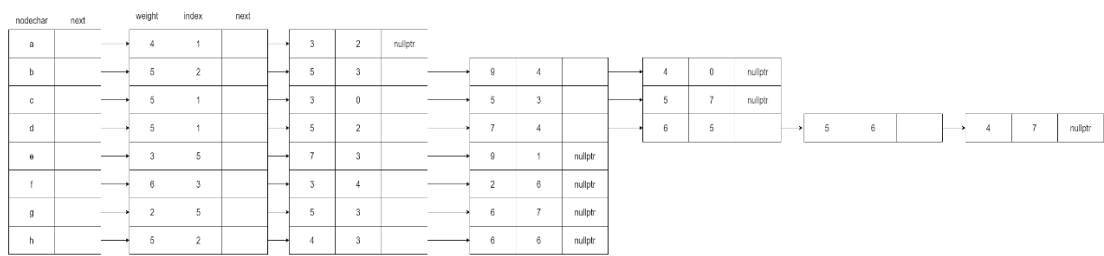 nodechar next weight index next
a 4 1 3 2 nullptr
b 5 2 5 3 9 4 4 0 nullptr
c 5 1 3 0 5 3 5 7 nullptr
d 5 1 5 2 7 4 6 5 5 6 4 7 nullptr
e 3 5 7 3 9 1 nullptr
f 6 3 3 4 2 6 nullptr
g 2 5 5 3 6 7 nullptr
h 5 2 4 3 6 6 nullptr